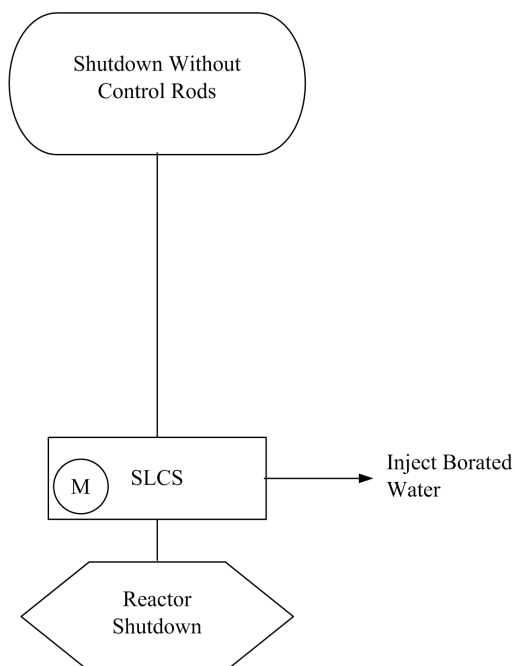 Shutdown Without
Control Rods
M
SLCS
Inject Borated
Water
Reactor
Shutdown